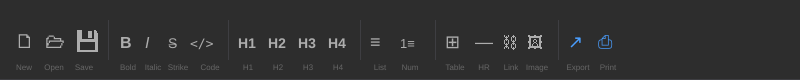 B I S </> H1 H2 H3 H4 ≡ 1≡
New Open Save Bold Italic Strike Code H1 H2 H3 H4 List Num Table HR Link Image Export Print